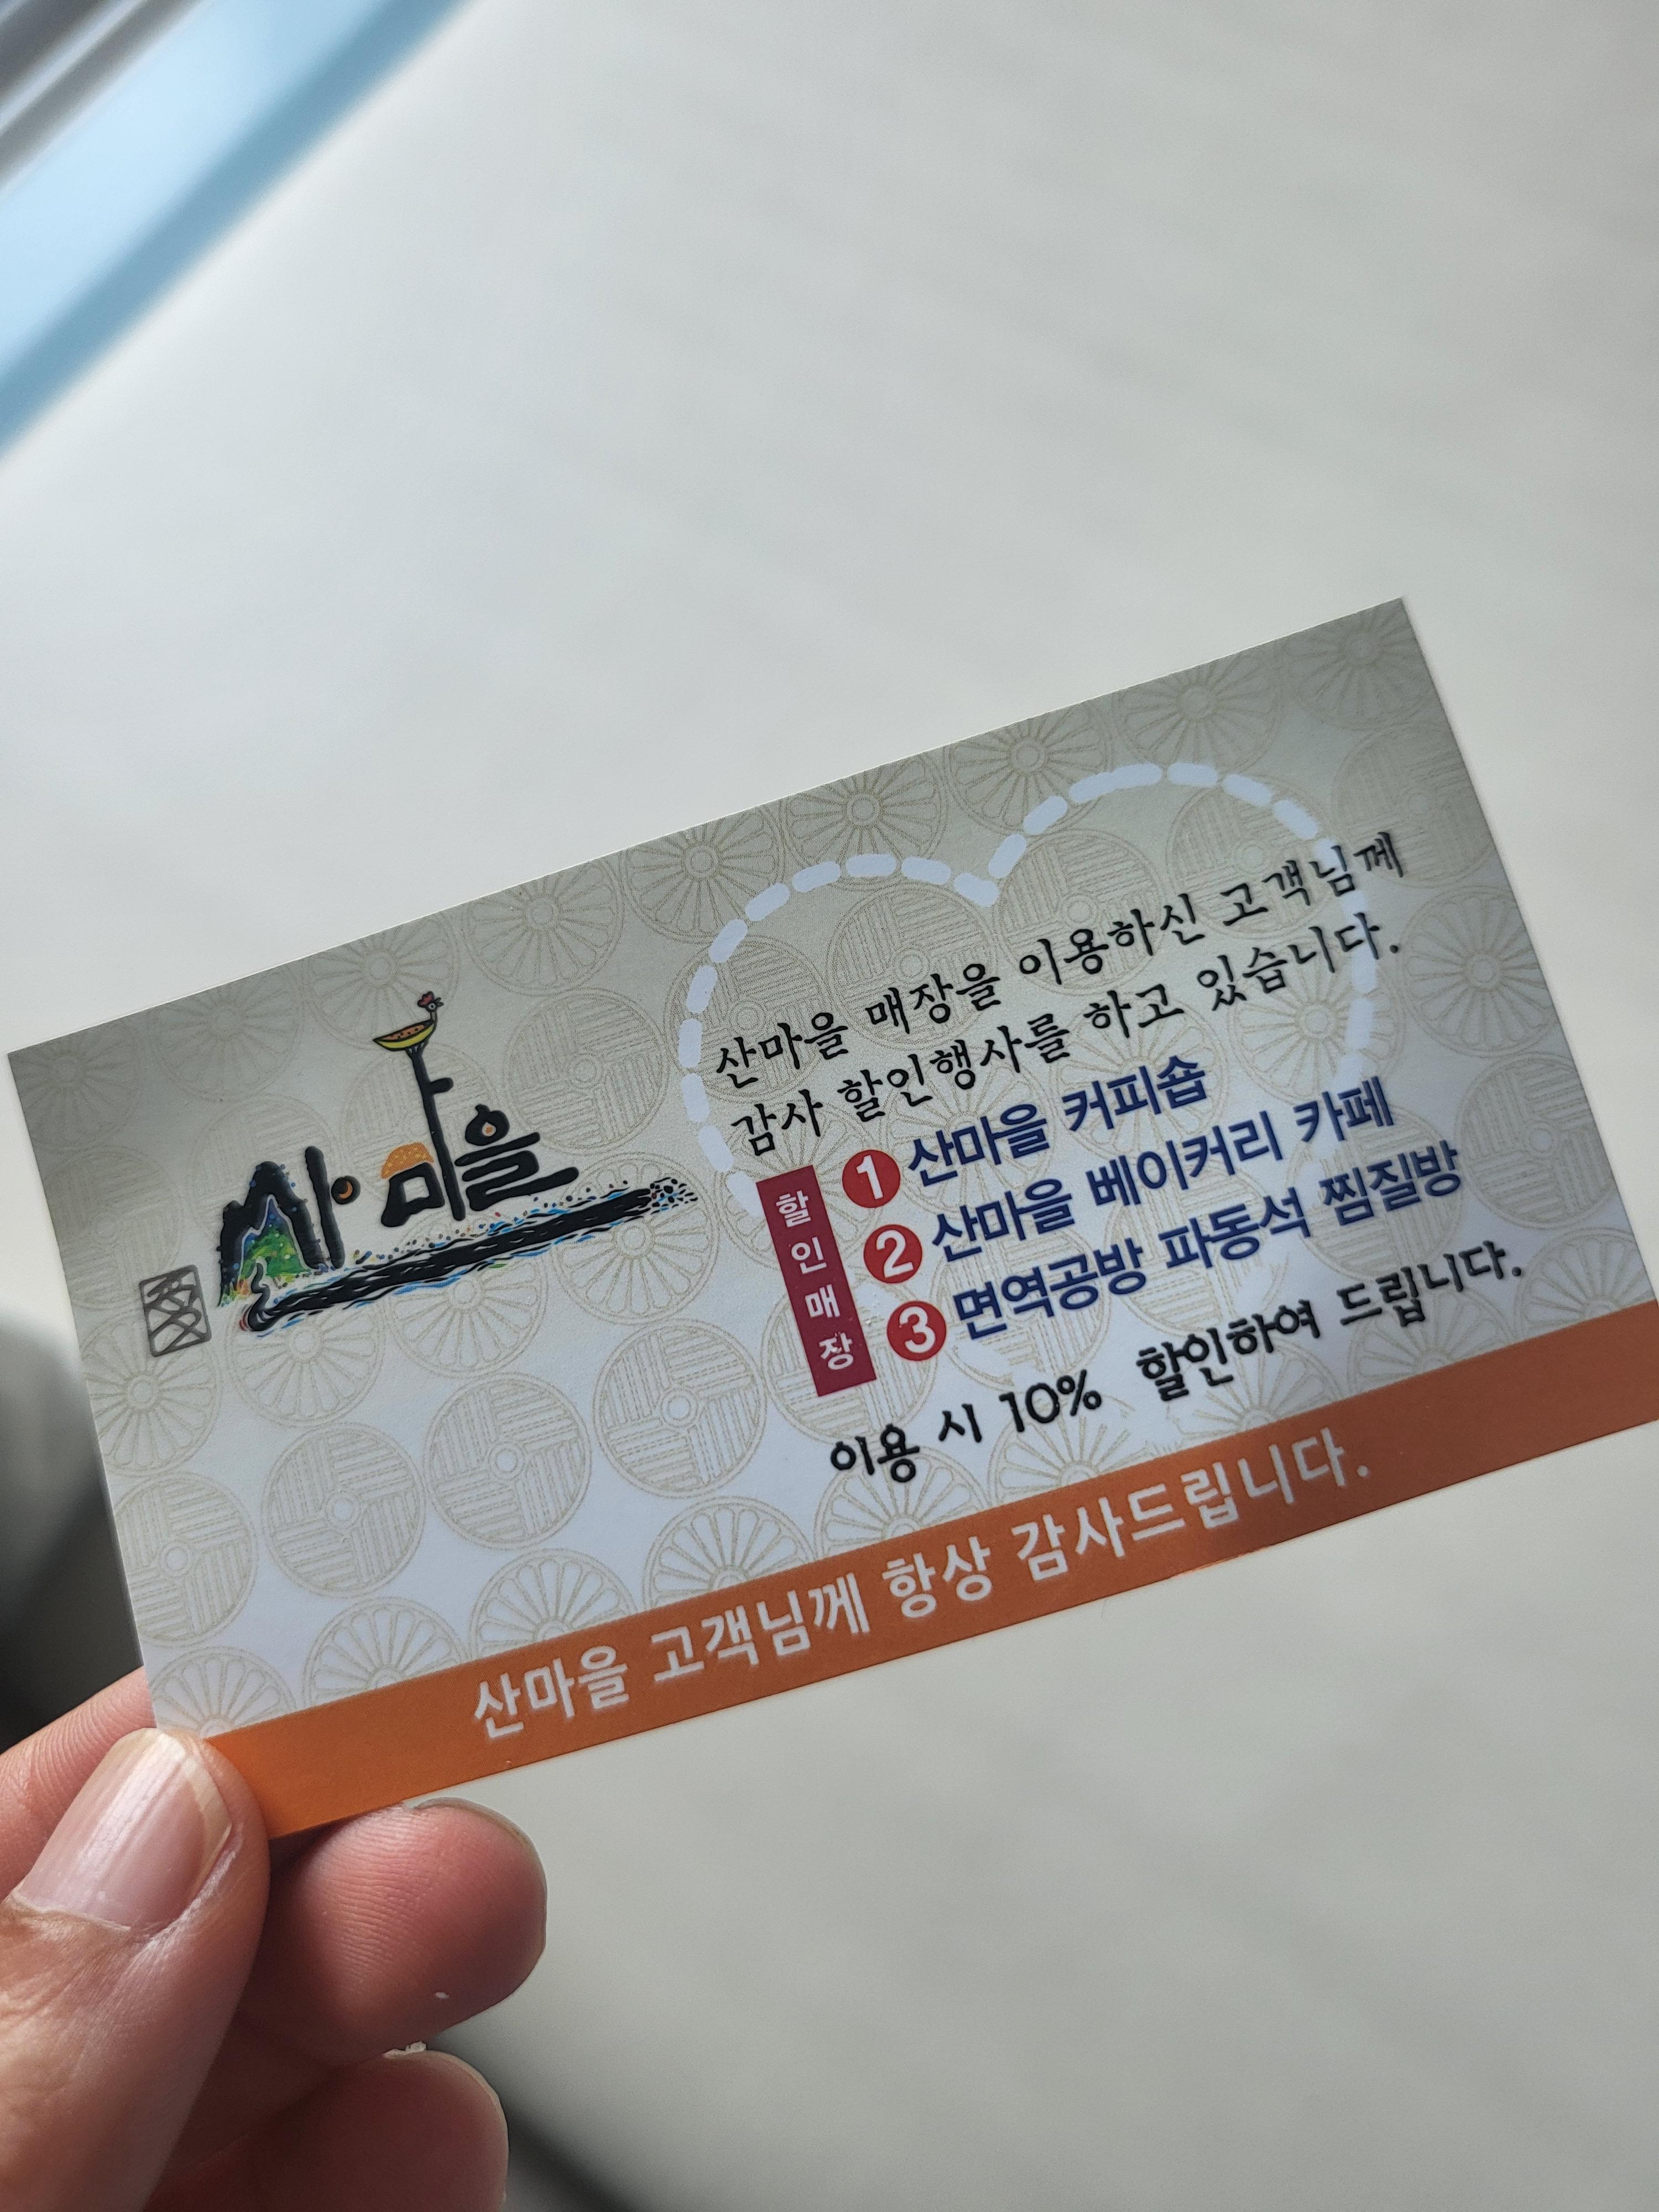 산마을
산마을 매장을 이용하신 고객님께
감사 할인행사를 하고 있습니다.
할인매장
1 산마을 커피숍
2 산마을 베이커리 카페
3 면역공방 파동석 찜질방
이용 시 10% 할인하여 드립니다.
산마을 고객님께 항상 감사드립니다.